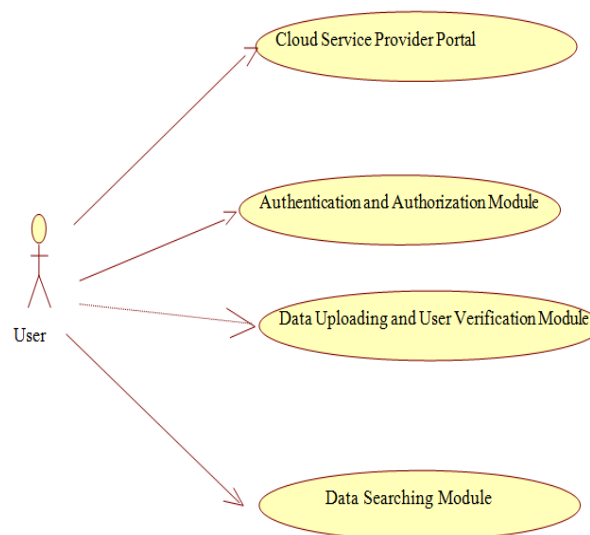 Cloud Service Provider Portal
Authentication and Authorization Module
Data Uploading and User Verification Module
User
Data Searching Module